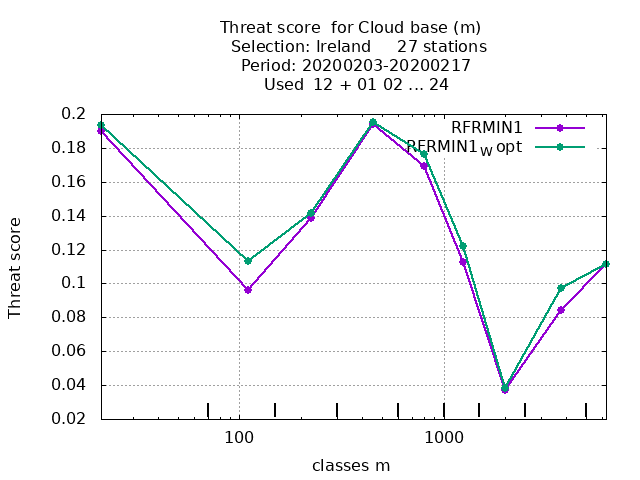 Threat score  for Cloud base (m)
Selection: Ireland     27 stations
Period: 20200203-20200217
Used  12 + 01 02 ... 24
RFRMIN1
RFRMIN1W opt
0.2
0.18
0.16
0.14
0.12
0.1
0.08
0.06
0.04
0.02
Threat score
100
1000
classes m